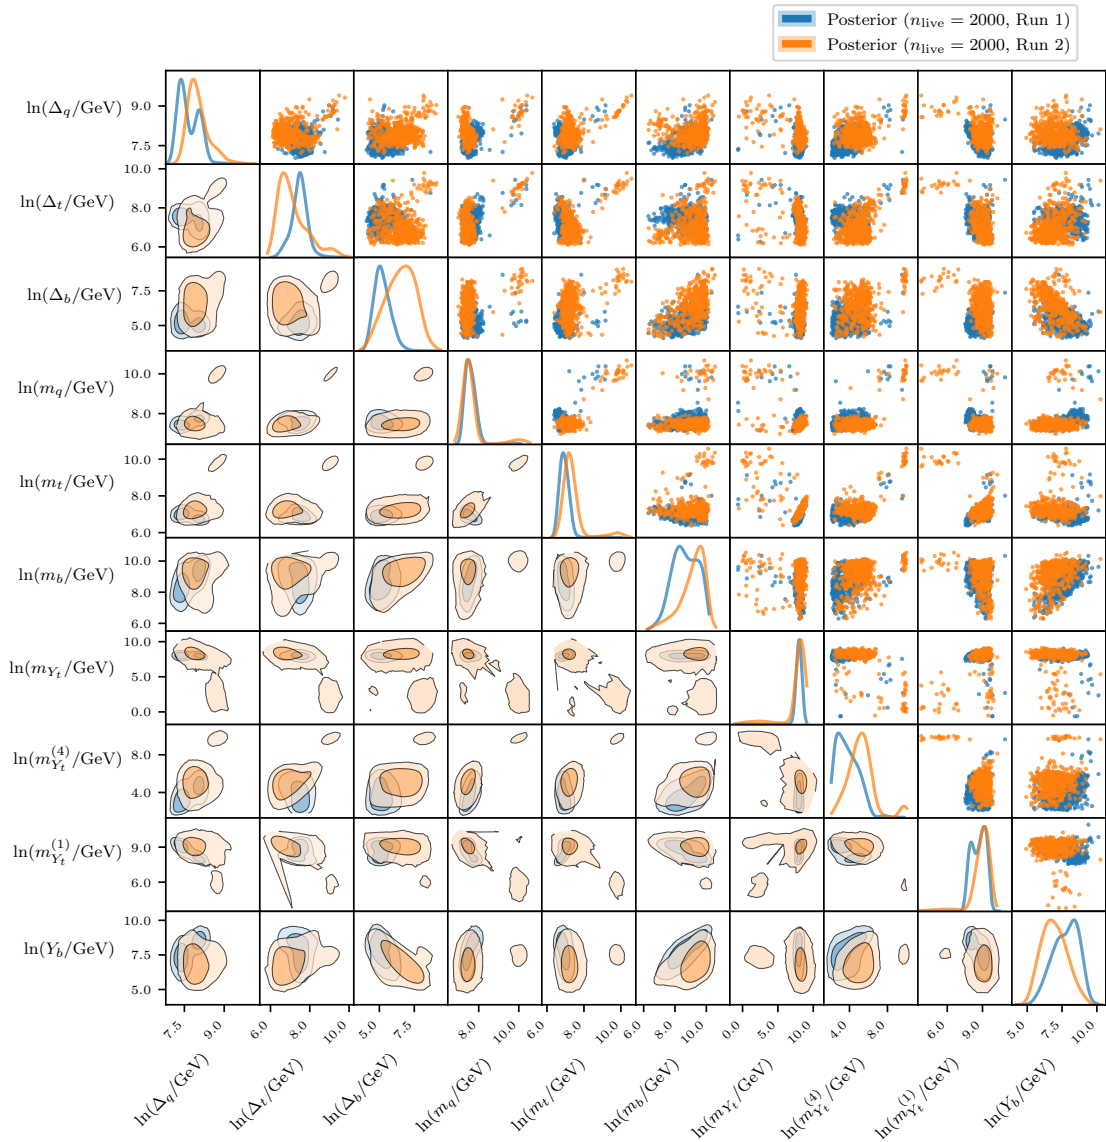 Posterior (n_live = 2000, Run 1)
Posterior (n_live = 2000, Run 2)
ln(Δ_q/GeV)
9.0
7.5
ln(Δ_t/GeV)
10.0
8.0
6.0
ln(Δ_b/GeV)
7.5
5.0
ln(m_q/GeV)
10.0
8.0
ln(m_t/GeV)
10.0
8.0
6.0
ln(m_b/GeV)
10.0
8.0
6.0
ln(m_{Y_t}/GeV)
10.0
5.0
0.0
ln(m_{Y_t}^{(4)}/GeV)
8.0
4.0
ln(m_{Y_t}^{(1)}/GeV)
9.0
6.0
ln(Y_b/GeV)
10.0
7.5
5.0
7.5 9.0 6.0 8.0 10.0 5.0 7.5 8.0 10.0 6.0 8.0 10.0 6.0 8.0 10.0 0.0 5.0 10.0 4.0 8.0 6.0 9.0 5.0 7.5 10.0
ln(Δ_q/GeV) ln(Δ_t/GeV) ln(Δ_b/GeV) ln(m_q/GeV) ln(m_t/GeV) ln(m_b/GeV) ln(m_{Y_t}/GeV) ln(m_{Y_t}^{(4)}/GeV) ln(m_{Y_t}^{(1)}/GeV) ln(Y_b/GeV)